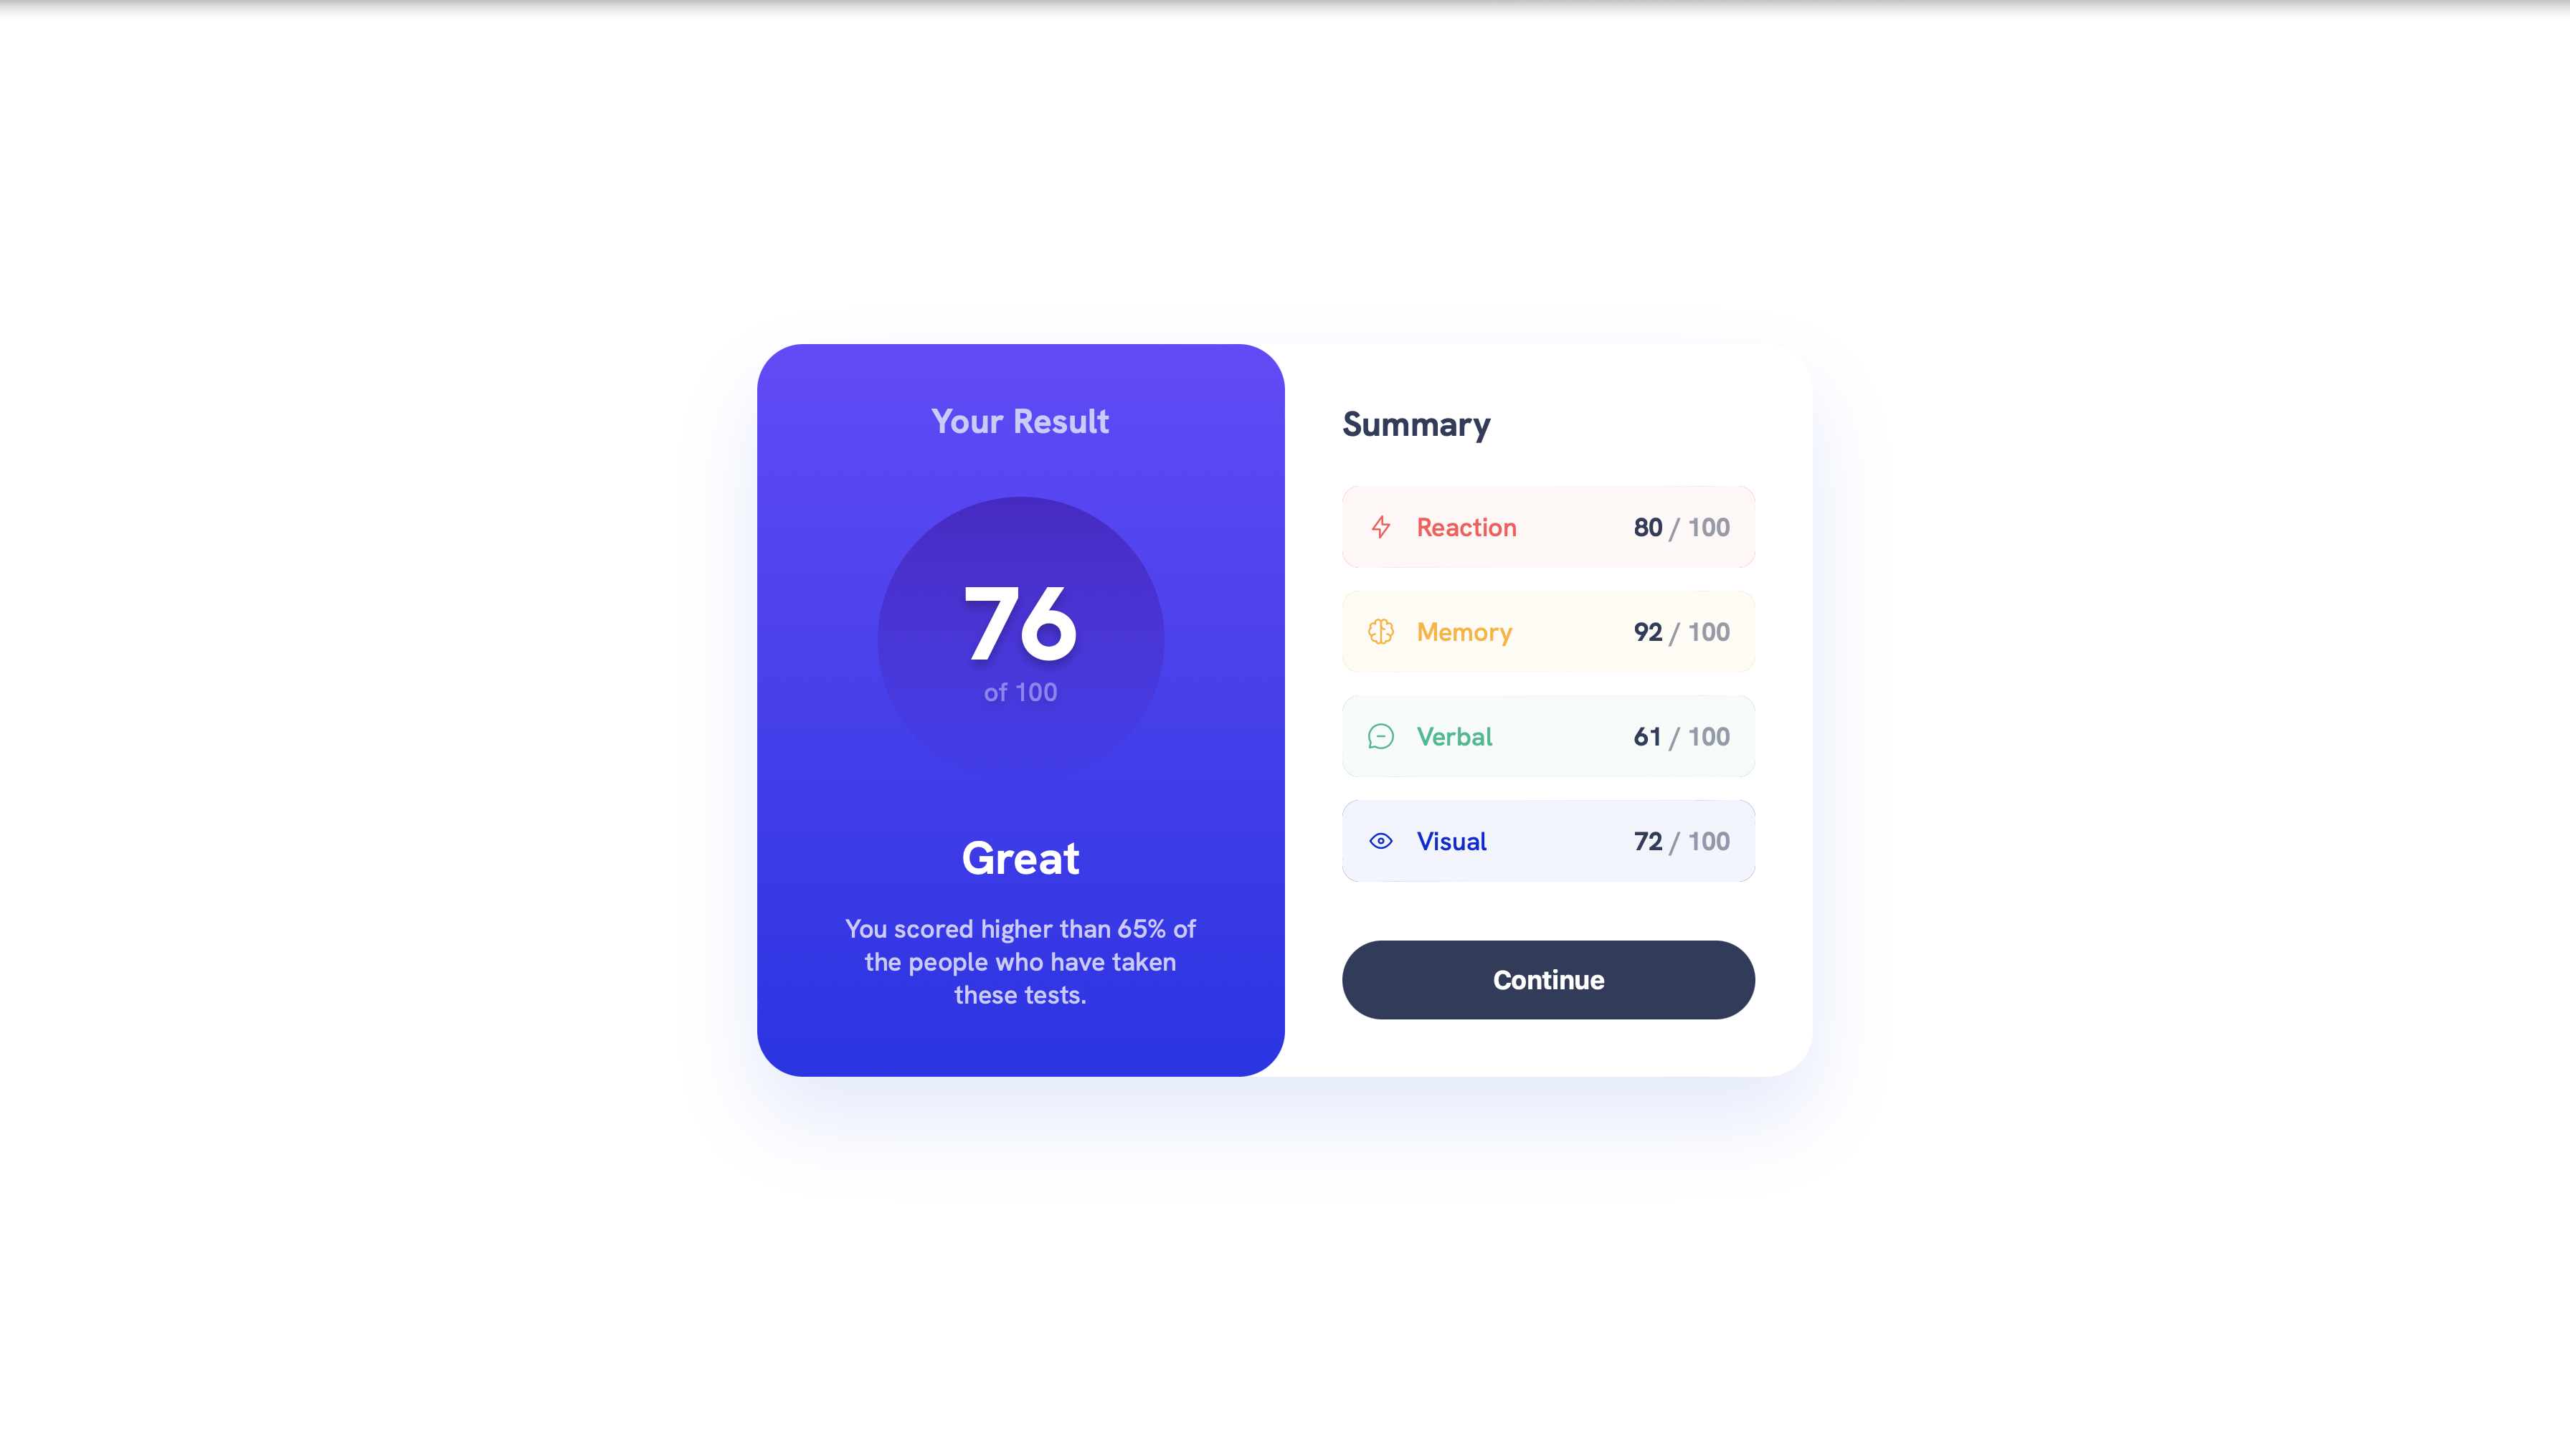 Your Result
76
of 100
Great
You scored higher than 65% of
the people who have taken
these tests.
Summary
Reaction 80 / 100
Memory 92 / 100
Verbal 61 / 100
Visual 72 / 100
Continue